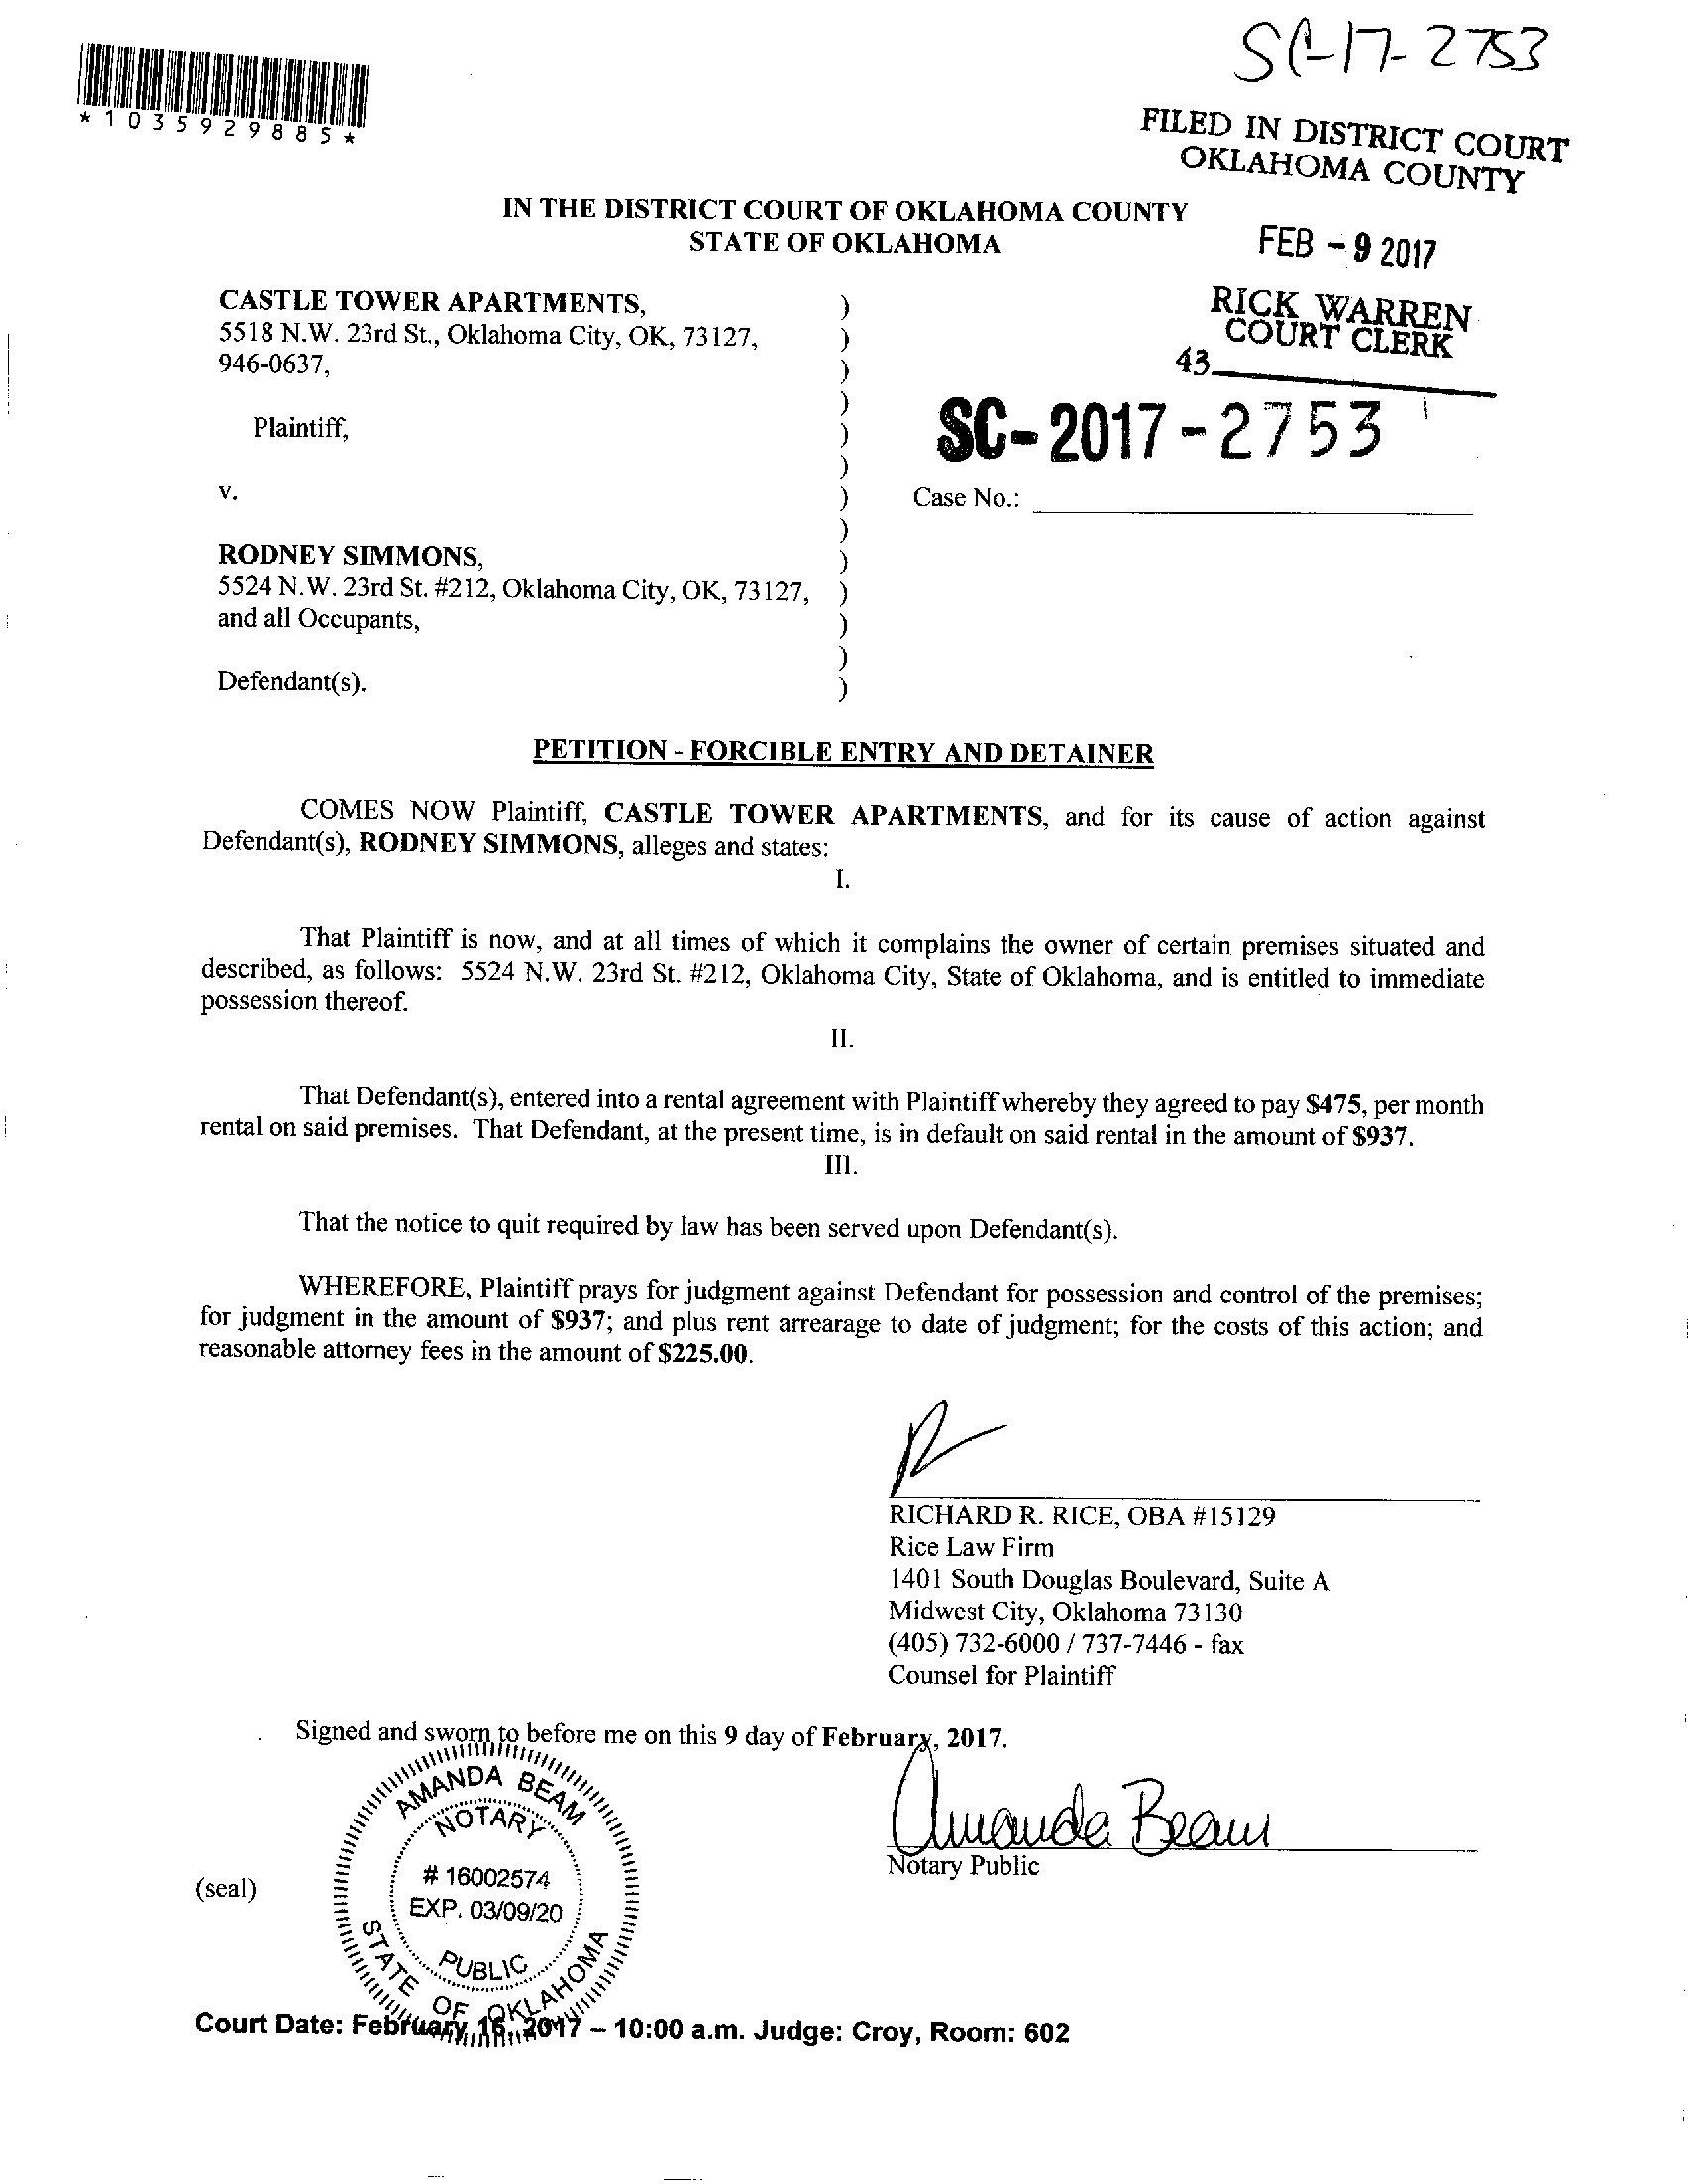 SC-17-2753
*1035929885*
FILED IN DISTRICT COURT
OKLAHOMA COUNTY
IN THE DISTRICT COURT OF OKLAHOMA COUNTY
STATE OF OKLAHOMA
FEB - 9 2017
RICK WARREN
COURT CLERK
43
CASTLE TOWER APARTMENTS, )
5518 N.W. 23rd St., Oklahoma City, OK, 73127, )
946-0637, )
)
Plaintiff, )
)
SC-2017-2753
v. ) Case No.:
)
RODNEY SIMMONS, )
5524 N.W. 23rd St. #212, Oklahoma City, OK, 73127, )
and all Occupants, )
)
Defendant(s). )
PETITION - FORCIBLE ENTRY AND DETAINER
COMES NOW Plaintiff, CASTLE TOWER APARTMENTS, and for its cause of action against
Defendant(s), RODNEY SIMMONS, alleges and states:
I.
That Plaintiff is now, and at all times of which it complains the owner of certain premises situated and
described, as follows: 5524 N.W. 23rd St. #212, Oklahoma City, State of Oklahoma, and is entitled to immediate
possession thereof.
II.
That Defendant(s), entered into a rental agreement with Plaintiff whereby they agreed to pay $475, per month
rental on said premises. That Defendant, at the present time, is in default on said rental in the amount of $937.
III.
That the notice to quit required by law has been served upon Defendant(s).
WHEREFORE, Plaintiff prays for judgment against Defendant for possession and control of the premises;
for judgment in the amount of $937; and plus rent arrearage to date of judgment; for the costs of this action; and
reasonable attorney fees in the amount of $225.00.
RICHARD R. RICE, OBA #15129
Rice Law Firm
1401 South Douglas Boulevard, Suite A
Midwest City, Oklahoma 73130
(405) 732-6000 / 737-7446 - fax
Counsel for Plaintiff
Signed and sworn to before me on this 9 day of February, 2017.
Amanda Beam
Notary Public
(seal)
AMANDA BEAM
NOTARY
# 16002574
EXP. 03/09/20
PUBLIC
STATE OF OKLAHOMA
Court Date: February 16, 2017 – 10:00 a.m. Judge: Croy, Room: 602